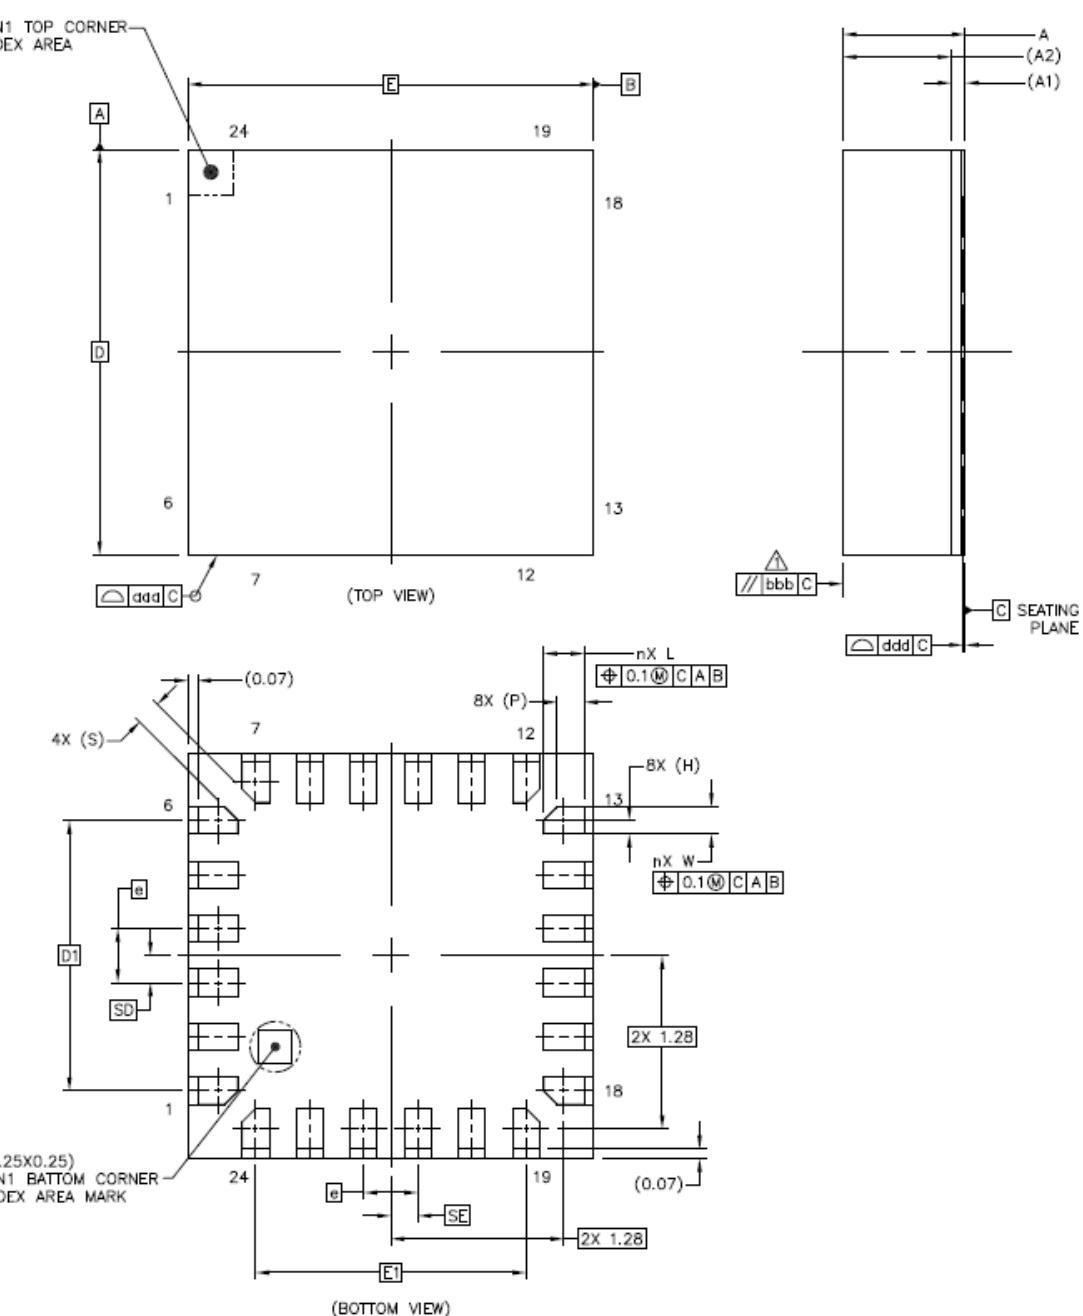 N1 TOP CORNER
DEX AREA
A
(A2)
(A1)
E
B
A
24
19
1
18
D
6
13
7
12
ddd C
(TOP VIEW)
1
// bbb C
C SEATING
PLANE
ddd C
nX L
⌖ 0.1 Ⓜ C A B
(0.07)
8X (P)
7
12
4X (S)
8X (H)
6
13
nX W
⌖ 0.1 Ⓜ C A B
e
D1
SD
2X 1.28
1
18
.25X0.25)
N1 BATTOM CORNER
DEX AREA MARK
24
19
(0.07)
e
SE
2X 1.28
E1
(BOTTOM VIEW)